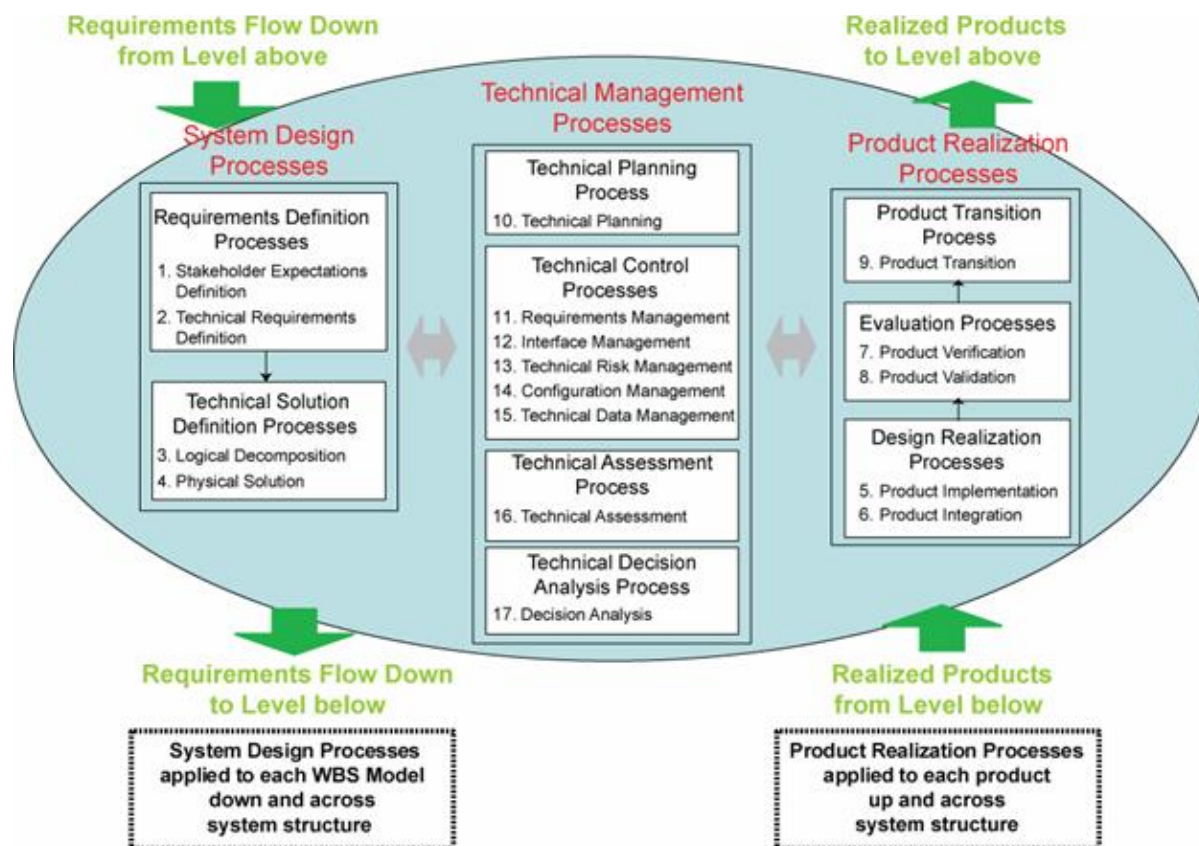 Requirements Flow Down
from Level above
Realized Products
to Level above
System Design
Processes
Requirements Definition
Processes
1. Stakeholder Expectations
Definition
2. Technical Requirements
Definition
Technical Solution
Definition Processes
3. Logical Decomposition
4. Physical Solution
Technical Management
Processes
Technical Planning
Process
10. Technical Planning
Technical Control
Processes
11. Requirements Management
12. Interface Management
13. Technical Risk Management
14. Configuration Management
15. Technical Data Management
Technical Assessment
Process
16. Technical Assessment
Technical Decision
Analysis Process
17. Decision Analysis
Product Realization
Processes
Product Transition
Process
9. Product Transition
Evaluation Processes
7. Product Verification
8. Product Validation
Design Realization
Processes
5. Product Implementation
6. Product Integration
Requirements Flow Down
to Level below
Realized Products
from Level below
System Design Processes
applied to each WBS Model
down and across
system structure
Product Realization Processes
applied to each product
up and across
system structure